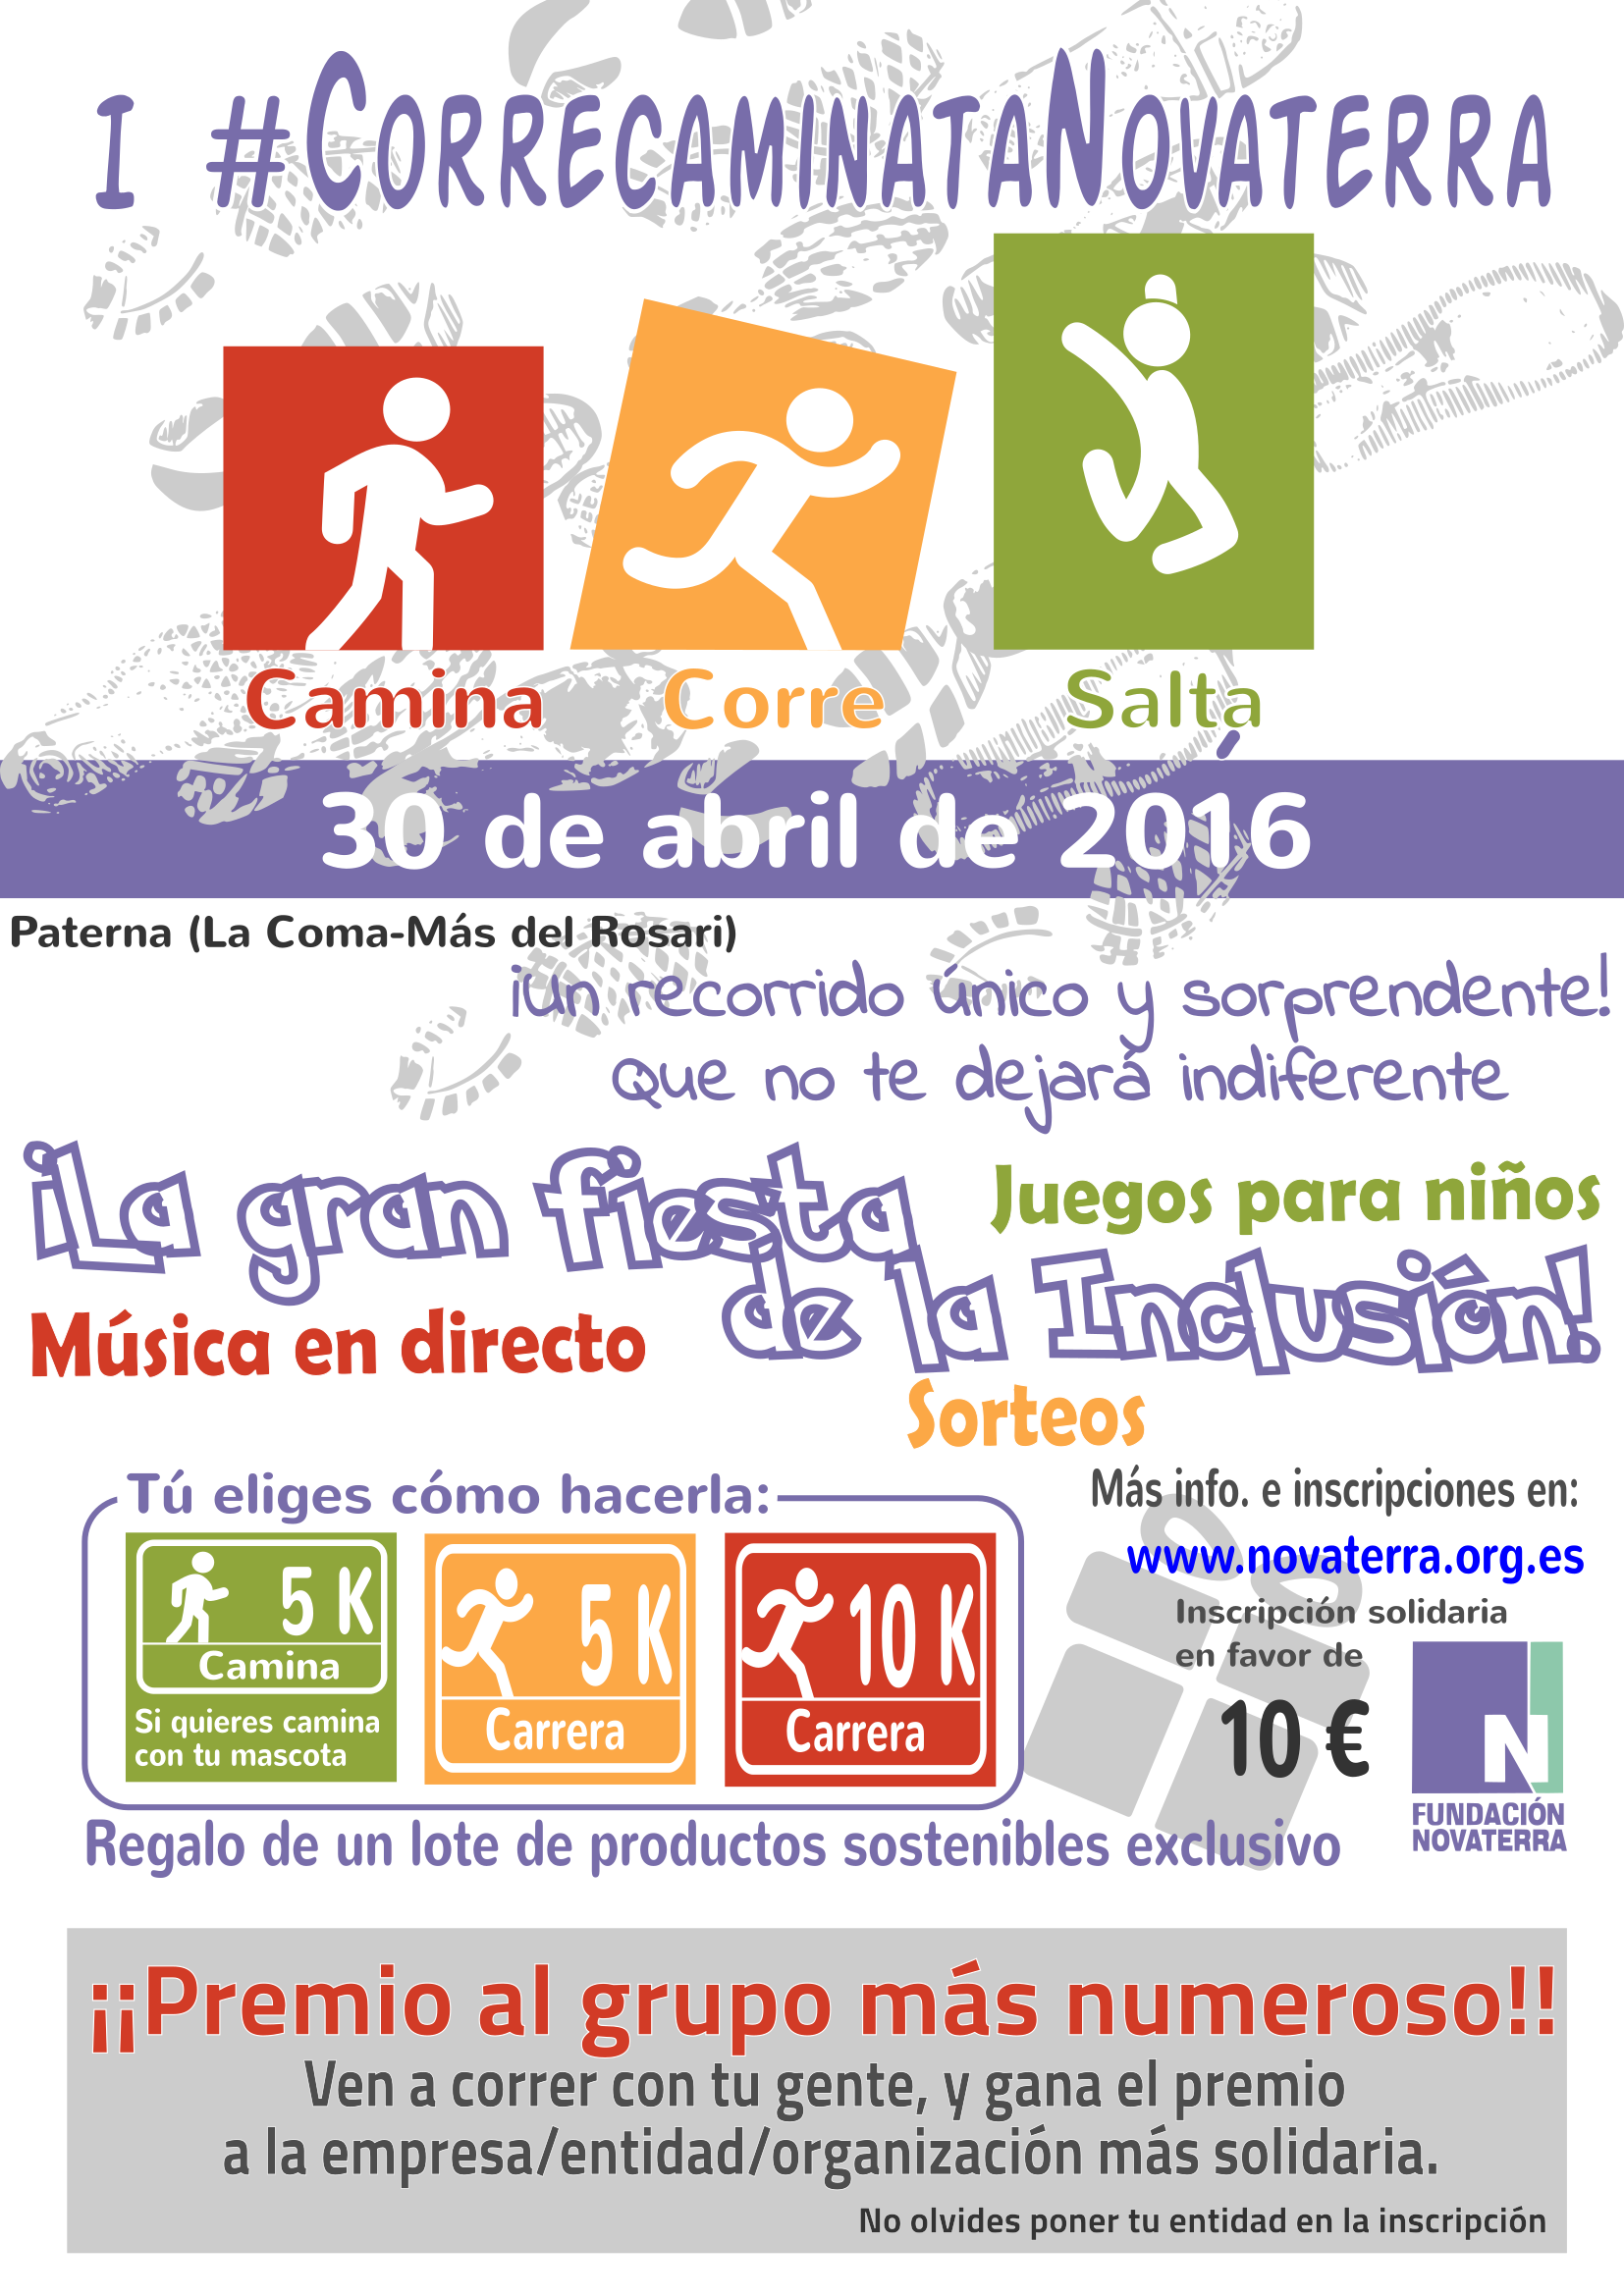 I #CorrecaminataNovaterra
Camina
Corre
Salta
30 de abril de 2016
Paterna (La Coma-Más del Rosari)
¡Un recorrido único y sorprendente!
Que no te dejará indiferente
¡La gran fiesta
Juegos para niños
de la Inclusión!
Música en directo
Sorteos
Tú eliges cómo hacerla:
5 K
Camina
Si quieres camina
con tu mascota
5 K
Carrera
10 K
Carrera
Más info. e inscripciones en:
www.novaterra.org.es
Inscripción solidaria
en favor de
10 €
N
FUNDACIÓN
NOVATERRA
Regalo de un lote de productos sostenibles exclusivo
¡¡Premio al grupo más numeroso!!
Ven a correr con tu gente, y gana el premio
a la empresa/entidad/organización más solidaria.
No olvides poner tu entidad en la inscripción